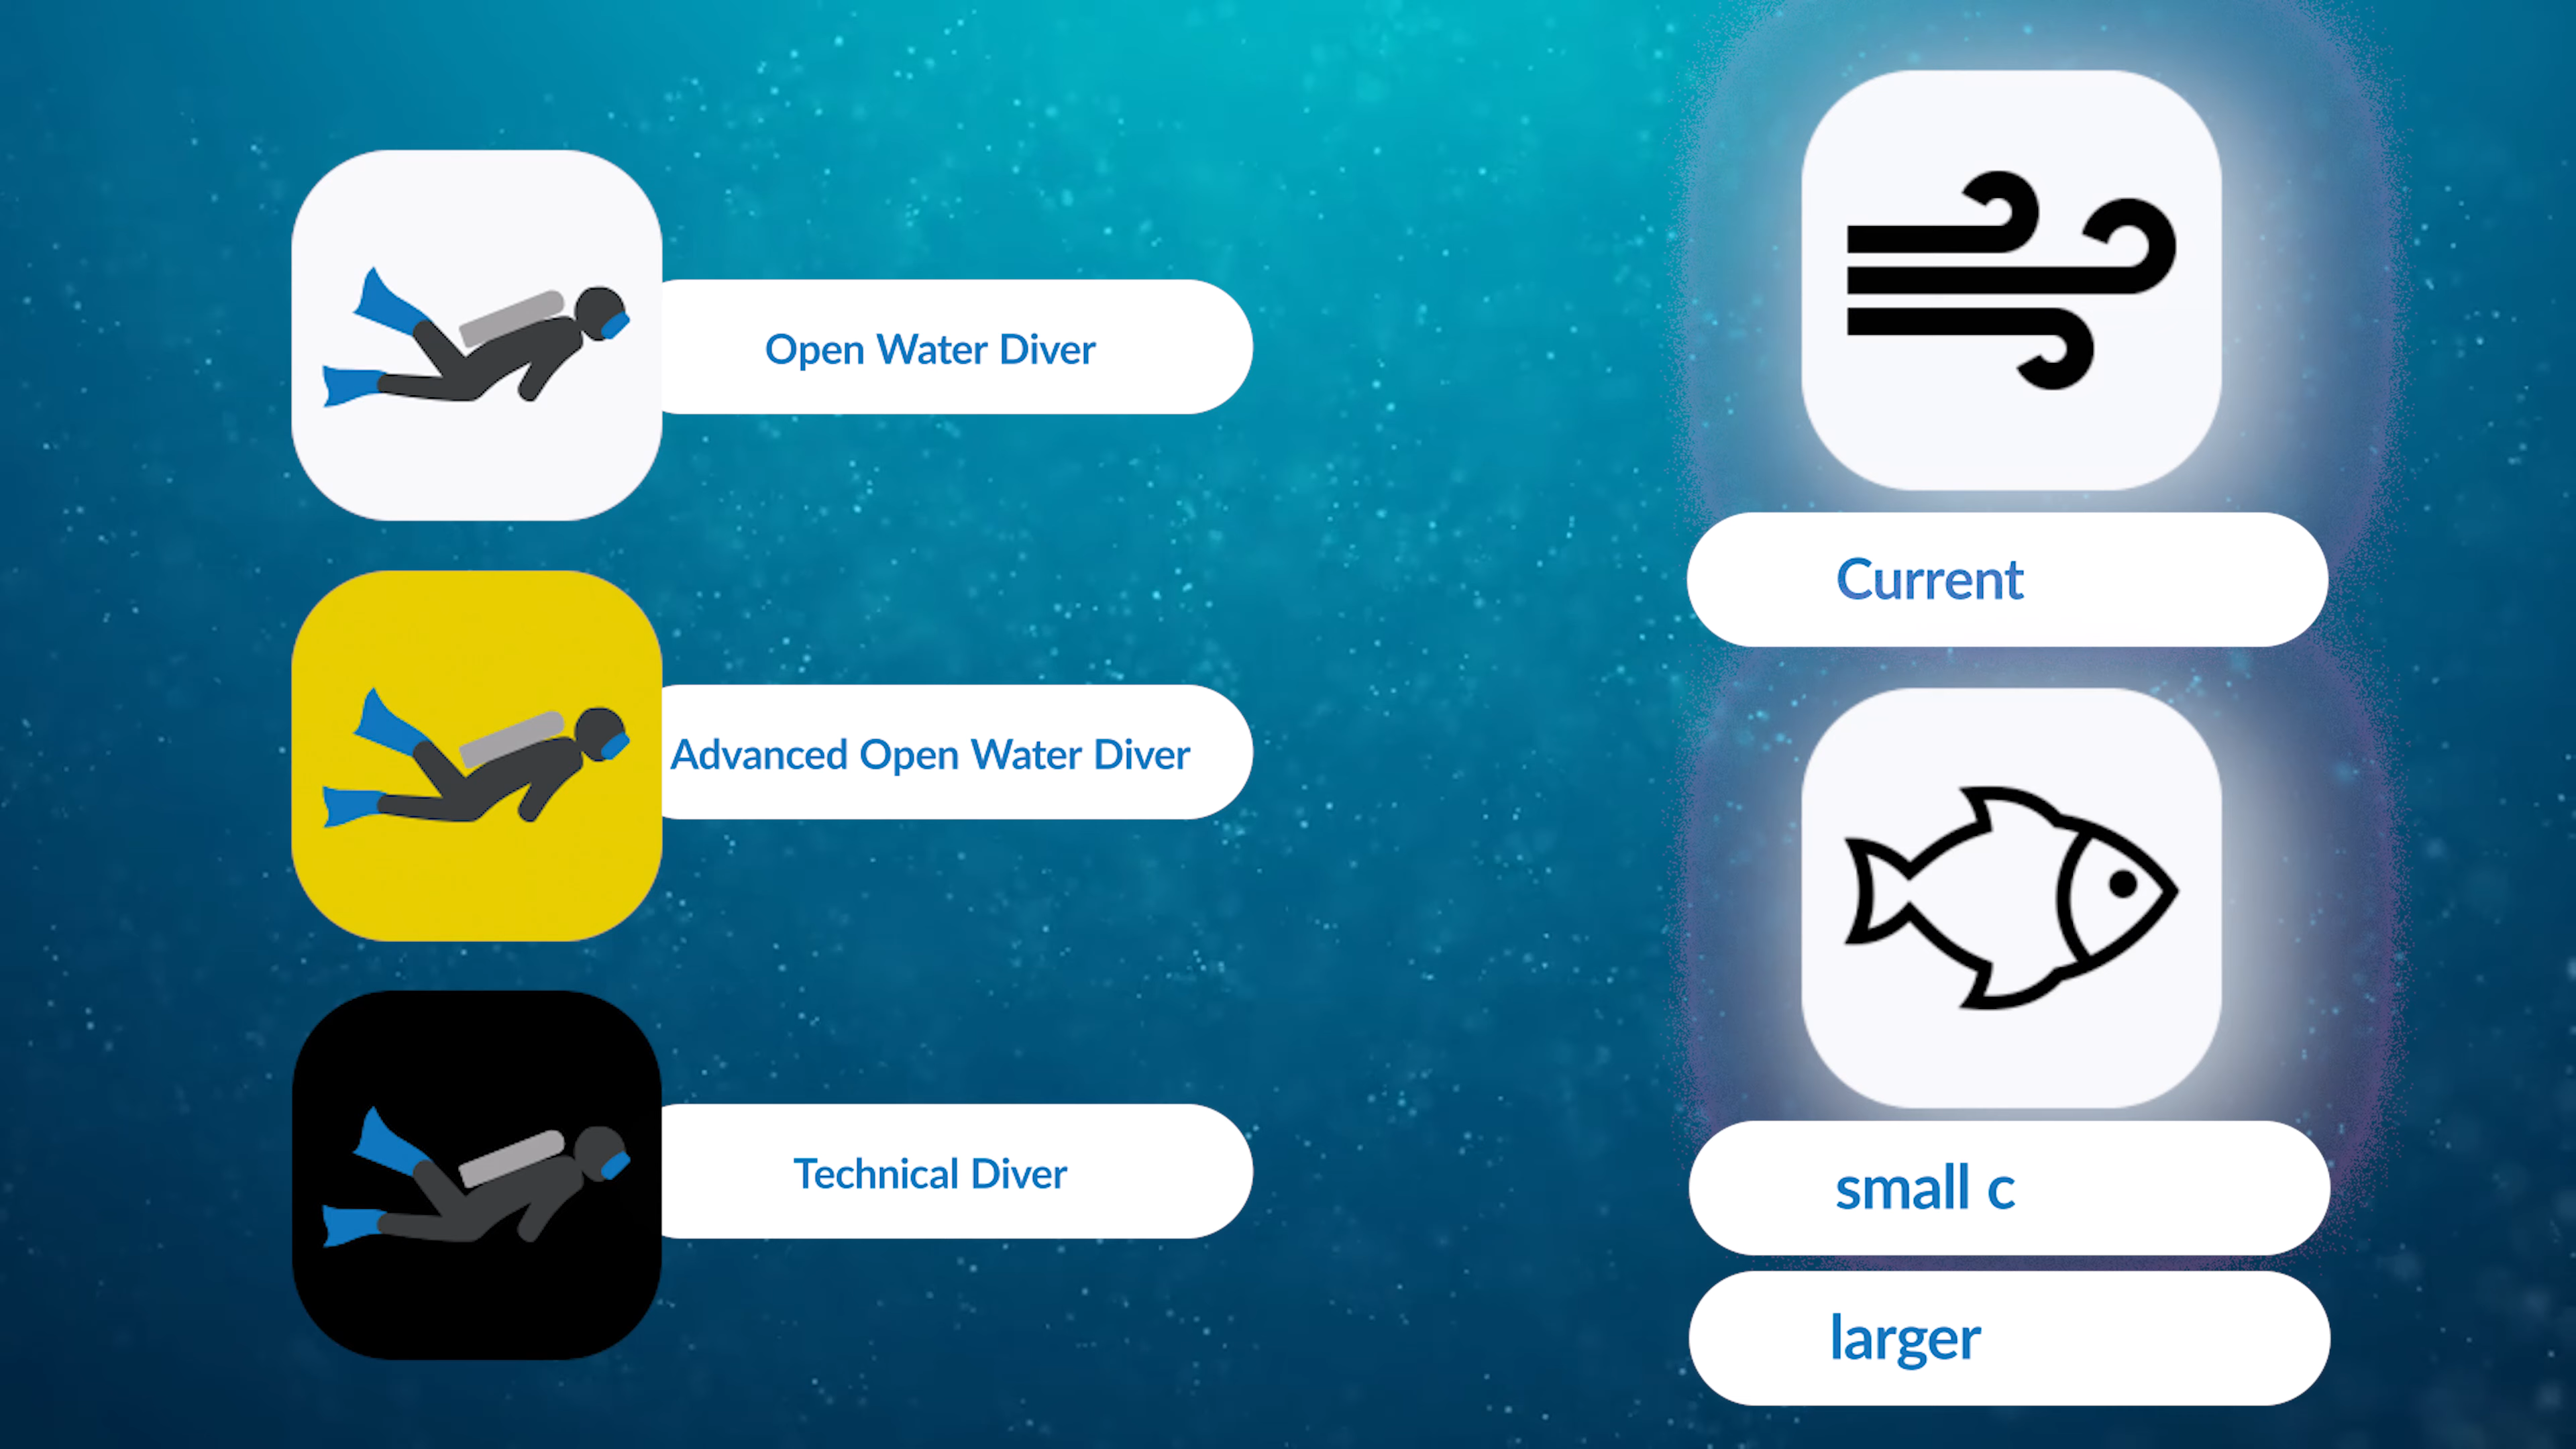 Open Water Diver
Advanced Open Water Diver
Technical Diver
Current
small c
larger